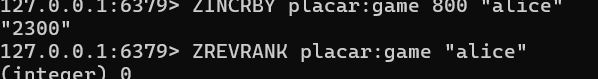 127.0.0.1:6379> ZINCRBY placar:game 800 "alice"
"2300"
127.0.0.1:6379> ZREVRANK placar:game "alice"
(integer) 0